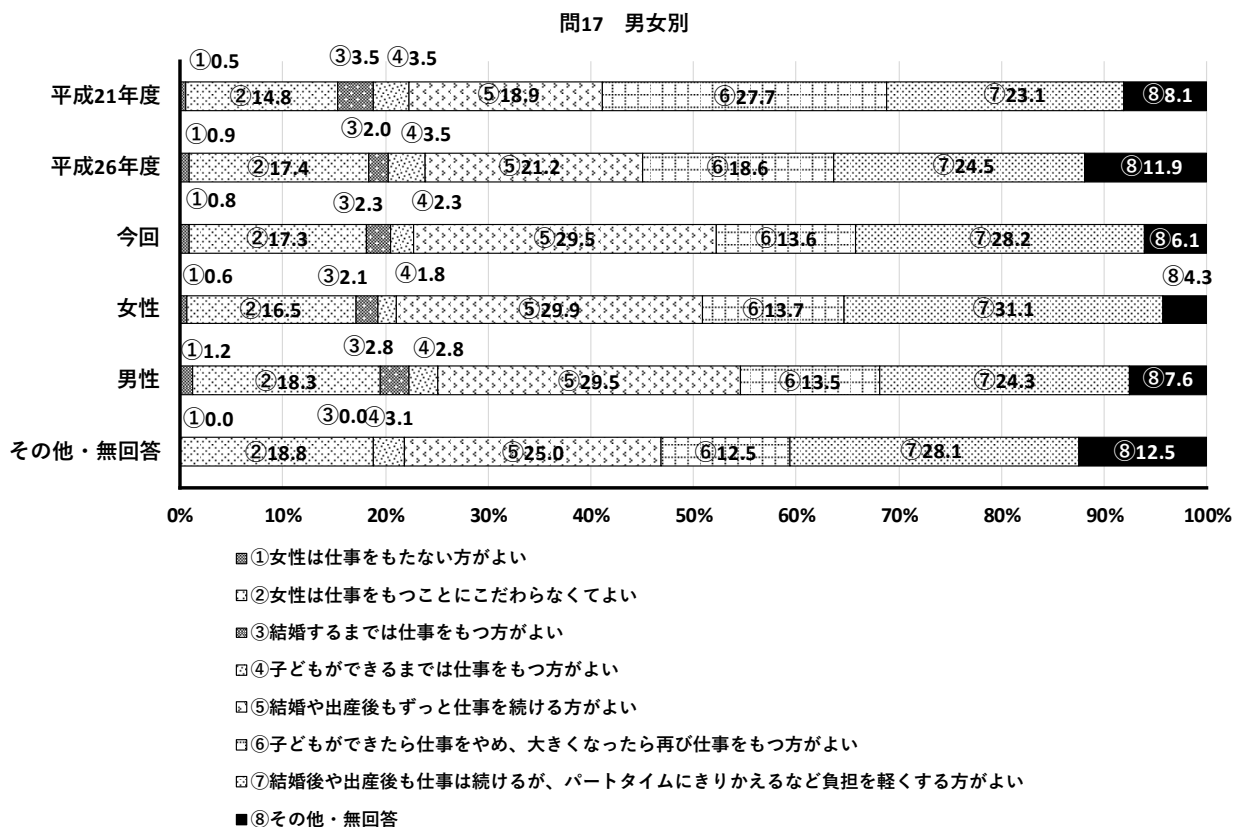 問17　男女別
①0.5 ③3.5 ④3.5
平成21年度 ②14.8 ⑤18.9 ⑥27.7 ⑦23.1 ⑧8.1
①0.9 ③2.0 ④3.5
平成26年度 ②17.4 ⑤21.2 ⑥18.6 ⑦24.5 ⑧11.9
①0.8 ③2.3 ④2.3
今回 ②17.3 ⑤29.5 ⑥13.6 ⑦28.2 ⑧6.1
①0.6 ③2.1 ④1.8 ⑧4.3
女性 ②16.5 ⑤29.9 ⑥13.7 ⑦31.1
①1.2 ③2.8 ④2.8
男性 ②18.3 ⑤29.5 ⑥13.5 ⑦24.3 ⑧7.6
①0.0 ③0.0 ④3.1
その他・無回答 ②18.8 ⑤25.0 ⑥12.5 ⑦28.1 ⑧12.5
0% 10% 20% 30% 40% 50% 60% 70% 80% 90% 100%
①女性は仕事をもたない方がよい
②女性は仕事をもつことにこだわらなくてよい
③結婚するまでは仕事をもつ方がよい
④子どもができるまでは仕事をもつ方がよい
⑤結婚や出産後もずっと仕事を続ける方がよい
⑥子どもができたら仕事をやめ、大きくなったら再び仕事をもつ方がよい
⑦結婚後や出産後も仕事は続けるが、パートタイムにきりかえるなど負担を軽くする方がよい
⑧その他・無回答